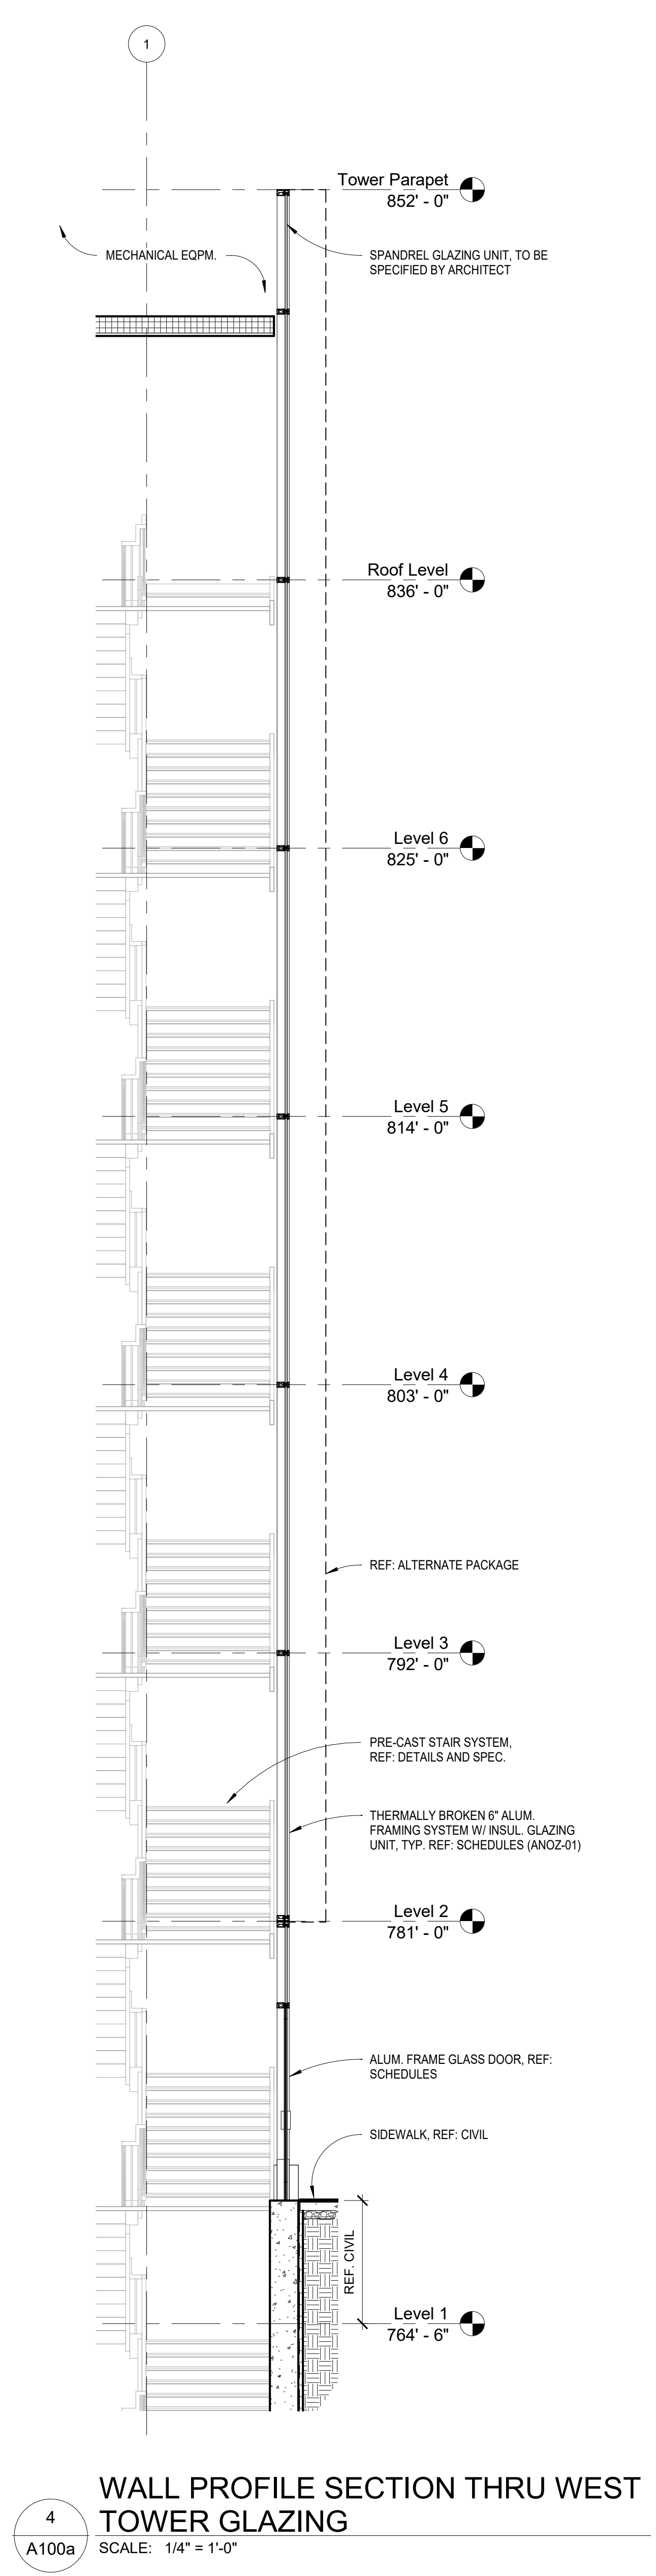 1
Tower Parapet
852' - 0"
MECHANICAL EQPM.
SPANDREL GLAZING UNIT, TO BE
SPECIFIED BY ARCHITECT
Roof Level
836' - 0"
Level 6
825' - 0"
Level 5
814' - 0"
Level 4
803' - 0"
REF: ALTERNATE PACKAGE
Level 3
792' - 0"
PRE-CAST STAIR SYSTEM,
REF: DETAILS AND SPEC.
THERMALLY BROKEN 6" ALUM.
FRAMING SYSTEM W/ INSUL. GLAZING
UNIT, TYP. REF: SCHEDULES (ANOZ-01)
Level 2
781' - 0"
ALUM. FRAME GLASS DOOR, REF:
SCHEDULES
SIDEWALK, REF: CIVIL
REF. CIVIL
Level 1
764' - 6"
WALL PROFILE SECTION THRU WEST
TOWER GLAZING
4
A100a
SCALE: 1/4" = 1'-0"